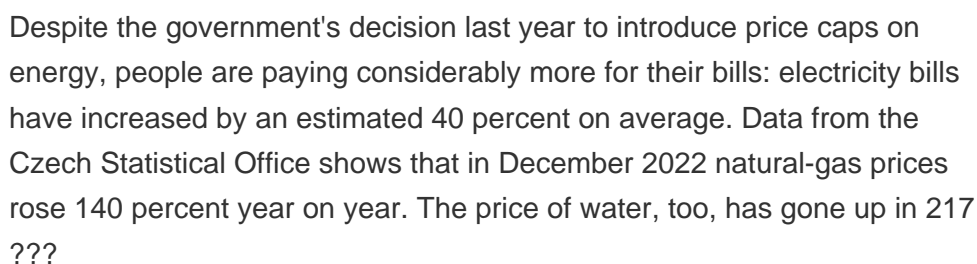 Despite the government's decision last year to introduce price caps on
energy, people are paying considerably more for their bills: electricity bills
have increased by an estimated 40 percent on average. Data from the
Czech Statistical Office shows that in December 2022 natural-gas prices
rose 140 percent year on year. The price of water, too, has gone up in 217
???